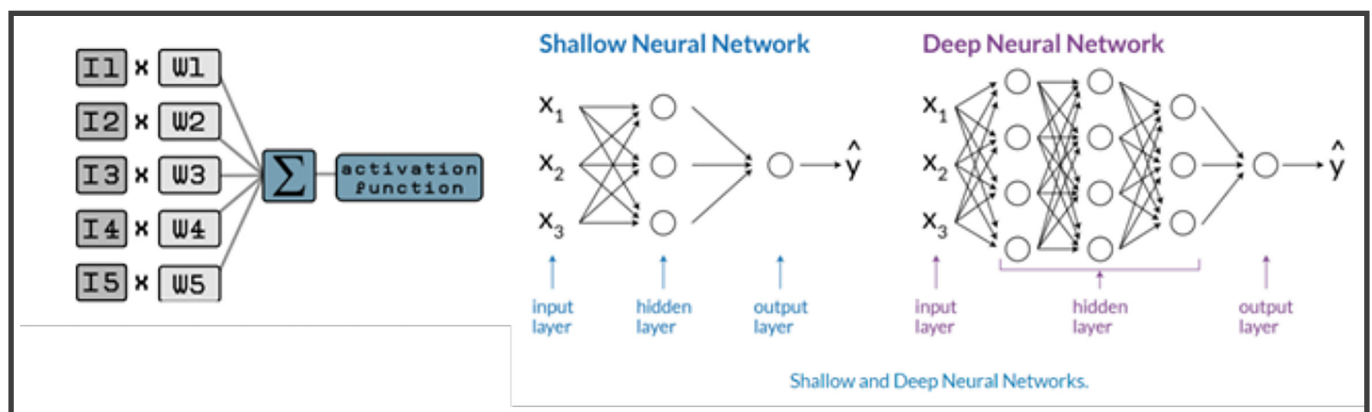 I1 x W1
I2 x W2
I3 x W3
I4 x W4
I5 x W5
Σ
activation
function
Shallow Neural Network
x1
x2
x3
ŷ
input
layer
hidden
layer
output
layer
Deep Neural Network
x1
x2
x3
ŷ
input
layer
hidden
layer
output
layer
Shallow and Deep Neural Networks.